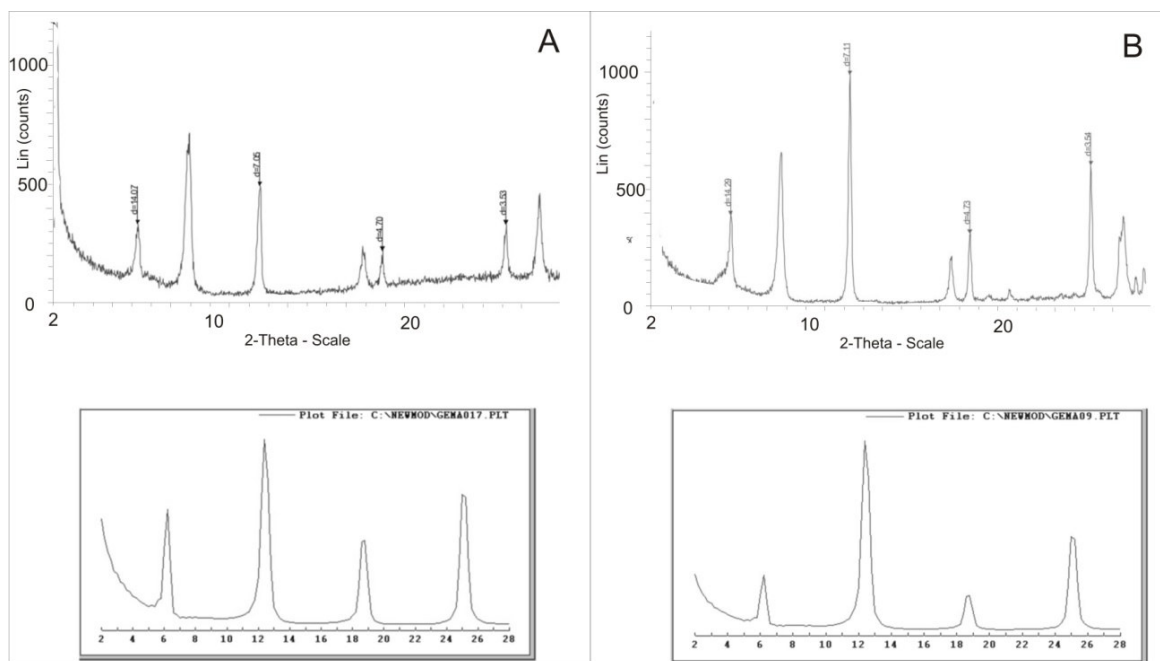 A
Lin (counts)
1000
500
0
d=14.07
d=7.05
d=4.70
d=3.53
2
10
20
2-Theta - Scale
Plot File: C:\NEWMOD\GEMA017.PLT
2 4 6 8 10 12 14 16 18 20 22 24 26 28
B
Lin (counts)
1000
500
0
d=14.29
d=7.11
d=4.73
d=3.54
2
10
20
2-Theta - Scale
Plot File: C:\NEWMOD\GEMA09.PLT
2 4 6 8 10 12 14 16 18 20 22 24 26 28